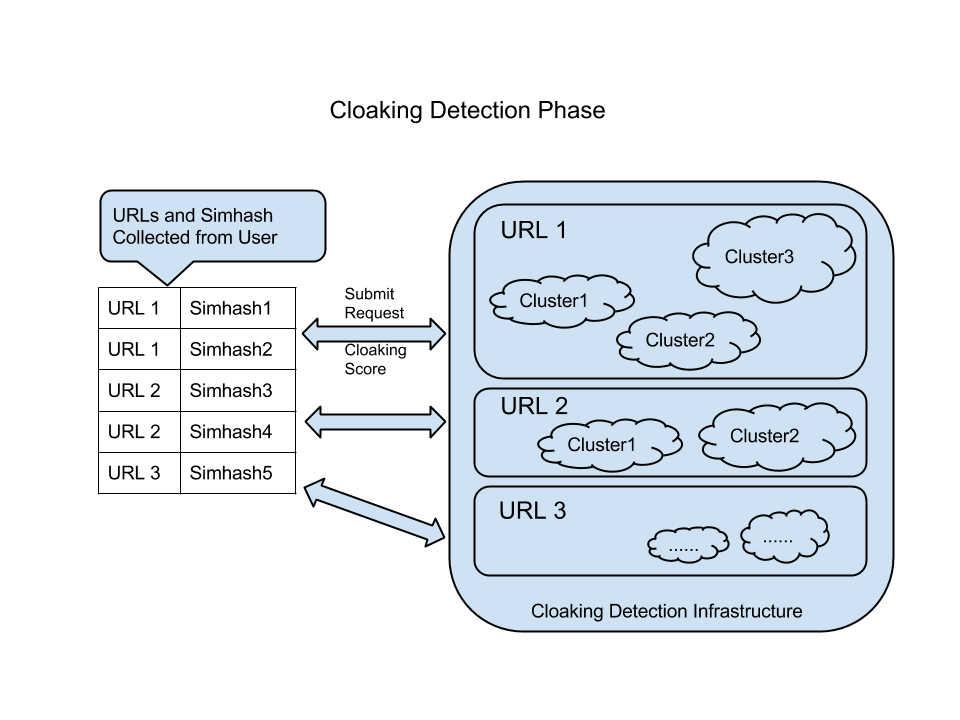 Cloaking Detection Phase
URLs and Simhash
Collected from User
URL 1 Simhash1
URL 1 Simhash2
URL 2 Simhash3
URL 2 Simhash4
URL 3 Simhash5
Submit
Request
Cloaking
Score
URL 1
Cluster3
Cluster1
Cluster2
URL 2
Cluster1
Cluster2
URL 3
......
......
Cloaking Detection Infrastructure